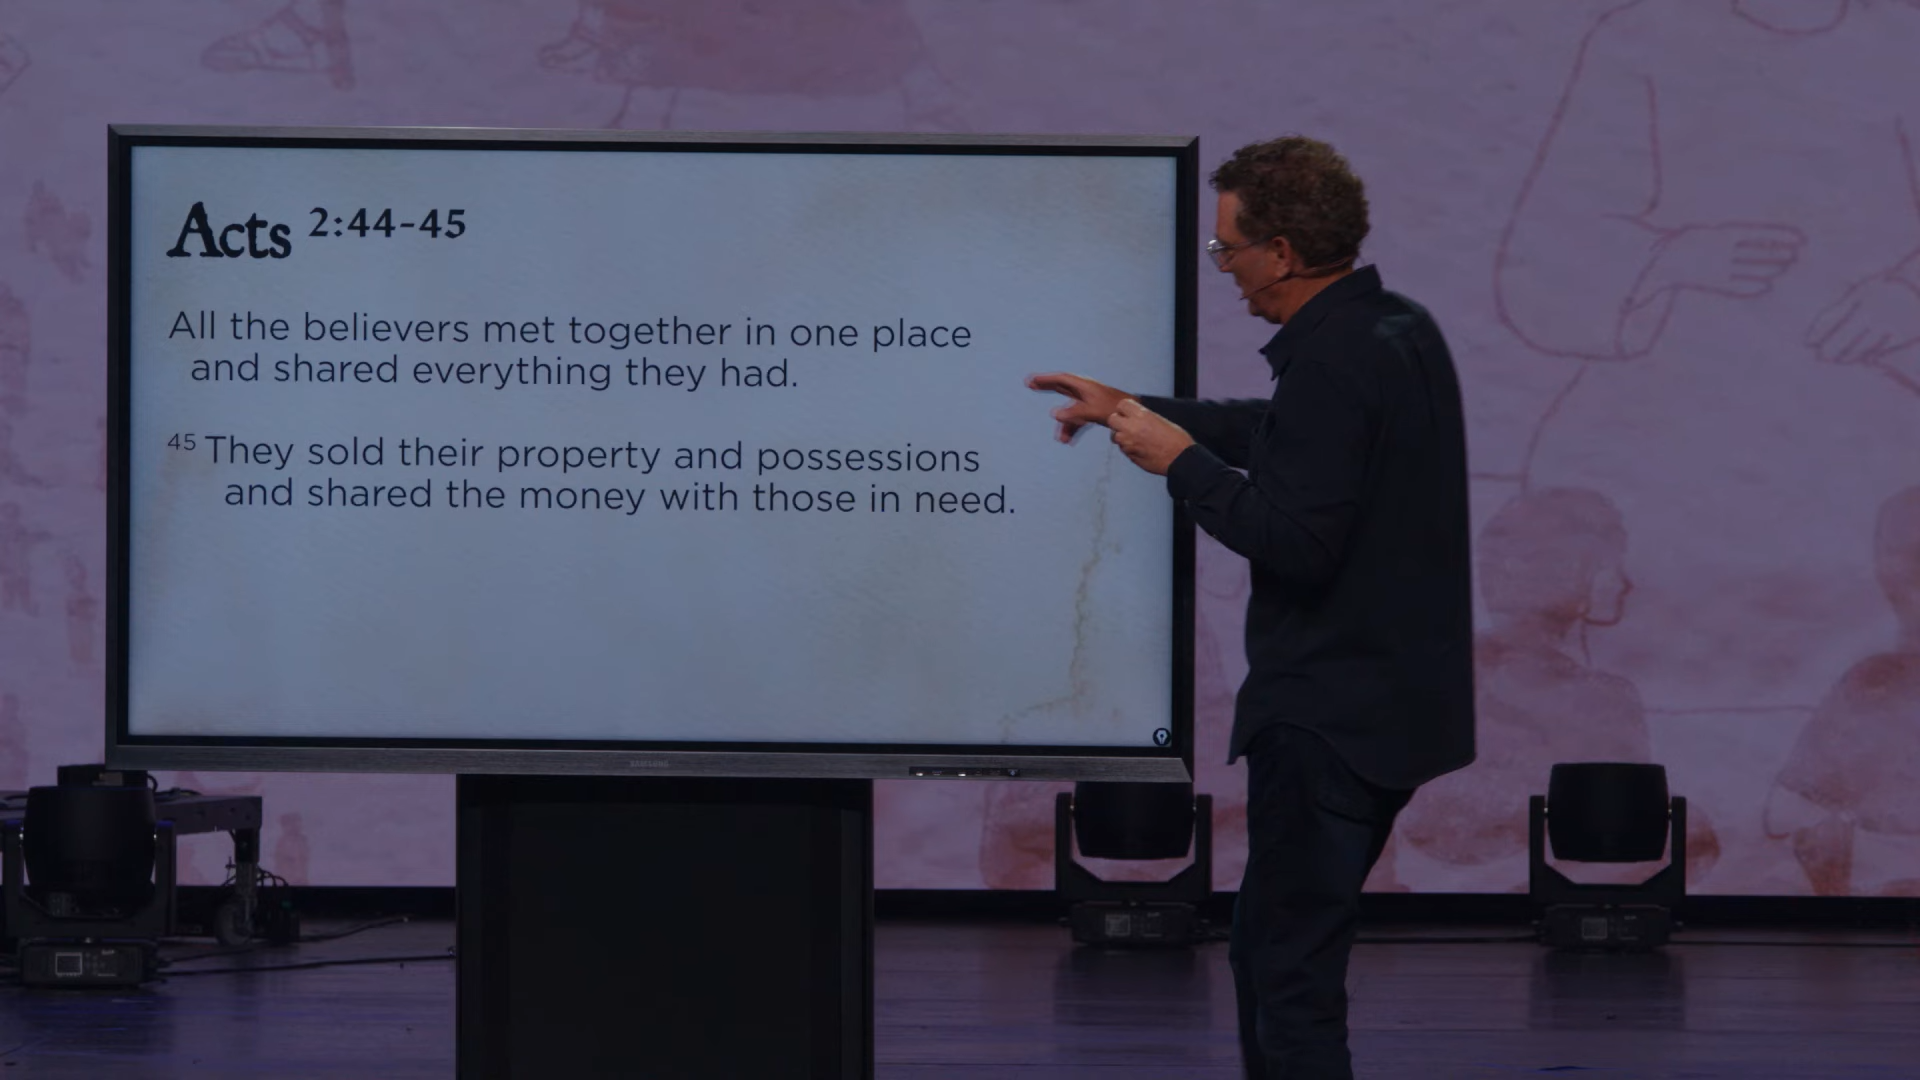 Acts 2:44-45
All the believers met together in one place
and shared everything they had.
45 They sold their property and possessions
and shared the money with those in need.
SAMSUNG